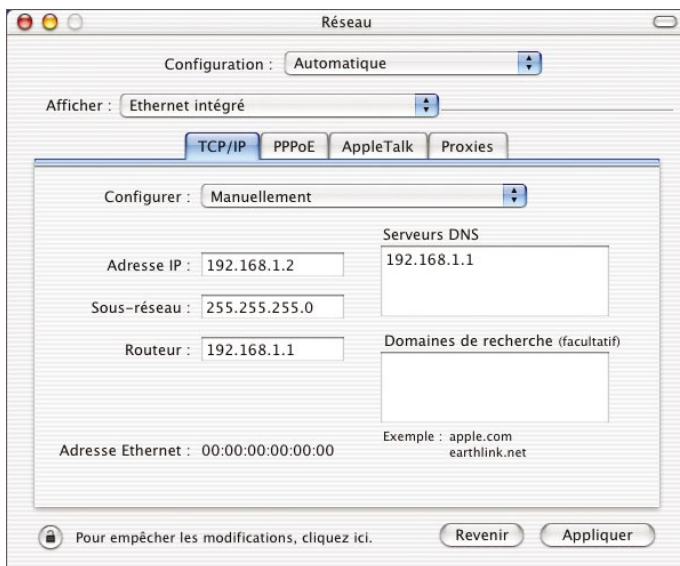 Réseau
Configuration : Automatique
Afficher : Ethernet intégré
TCP/IP PPPoE AppleTalk Proxies
Configurer : Manuellement
Serveurs DNS
192.168.1.1
Adresse IP : 192.168.1.2
Sous-réseau : 255.255.255.0
Routeur : 192.168.1.1
Domaines de recherche (facultatif)
Adresse Ethernet : 00:00:00:00:00:00
Exemple : apple.com
earthlink.net
Pour empêcher les modifications, cliquez ici.
Revenir
Appliquer